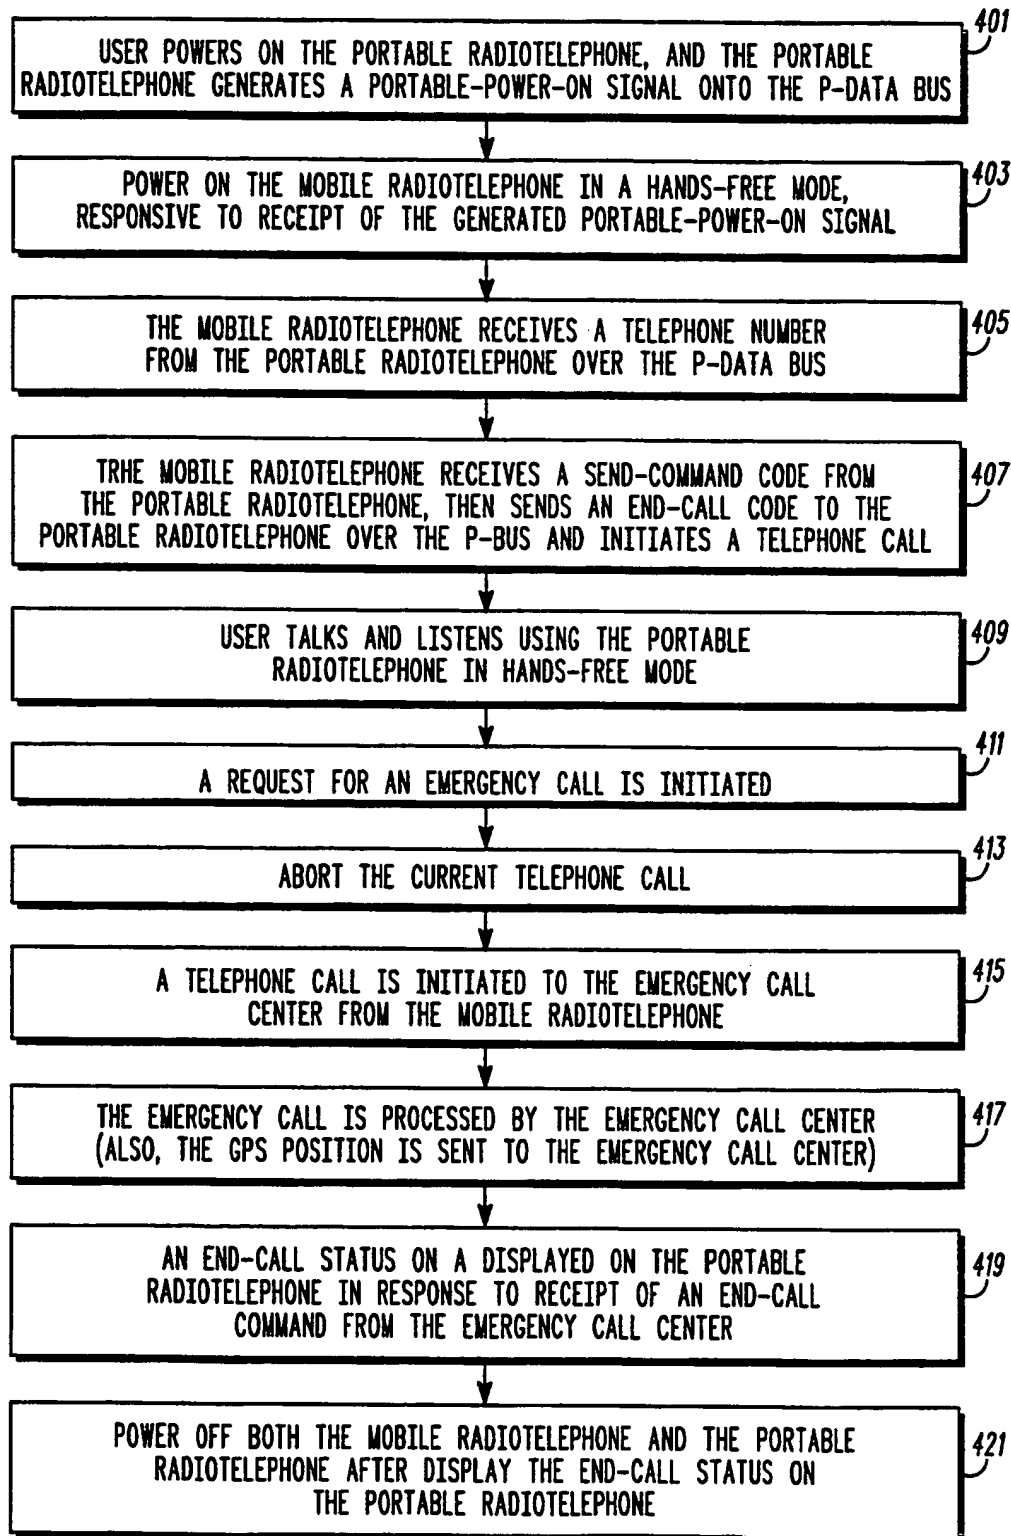 401
USER POWERS ON THE PORTABLE RADIOTELEPHONE, AND THE PORTABLE
RADIOTELEPHONE GENERATES A PORTABLE-POWER-ON SIGNAL ONTO THE P-DATA BUS
403
POWER ON THE MOBILE RADIOTELEPHONE IN A HANDS-FREE MODE,
RESPONSIVE TO RECEIPT OF THE GENERATED PORTABLE-POWER-ON SIGNAL
405
THE MOBILE RADIOTELEPHONE RECEIVES A TELEPHONE NUMBER
FROM THE PORTABLE RADIOTELEPHONE OVER THE P-DATA BUS
407
TRHE MOBILE RADIOTELEPHONE RECEIVES A SEND-COMMAND CODE FROM
THE PORTABLE RADIOTELEPHONE, THEN SENDS AN END-CALL CODE TO THE
PORTABLE RADIOTELEPHONE OVER THE P-BUS AND INITIATES A TELEPHONE CALL
409
USER TALKS AND LISTENS USING THE PORTABLE
RADIOTELEPHONE IN HANDS-FREE MODE
411
A REQUEST FOR AN EMERGENCY CALL IS INITIATED
413
ABORT THE CURRENT TELEPHONE CALL
415
A TELEPHONE CALL IS INITIATED TO THE EMERGENCY CALL
CENTER FROM THE MOBILE RADIOTELEPHONE
417
THE EMERGENCY CALL IS PROCESSED BY THE EMERGENCY CALL CENTER
(ALSO, THE GPS POSITION IS SENT TO THE EMERGENCY CALL CENTER)
419
AN END-CALL STATUS ON A DISPLAYED ON THE PORTABLE
RADIOTELEPHONE IN RESPONSE TO RECEIPT OF AN END-CALL
COMMAND FROM THE EMERGENCY CALL CENTER
421
POWER OFF BOTH THE MOBILE RADIOTELEPHONE AND THE PORTABLE
RADIOTELEPHONE AFTER DISPLAY THE END-CALL STATUS ON
THE PORTABLE RADIOTELEPHONE